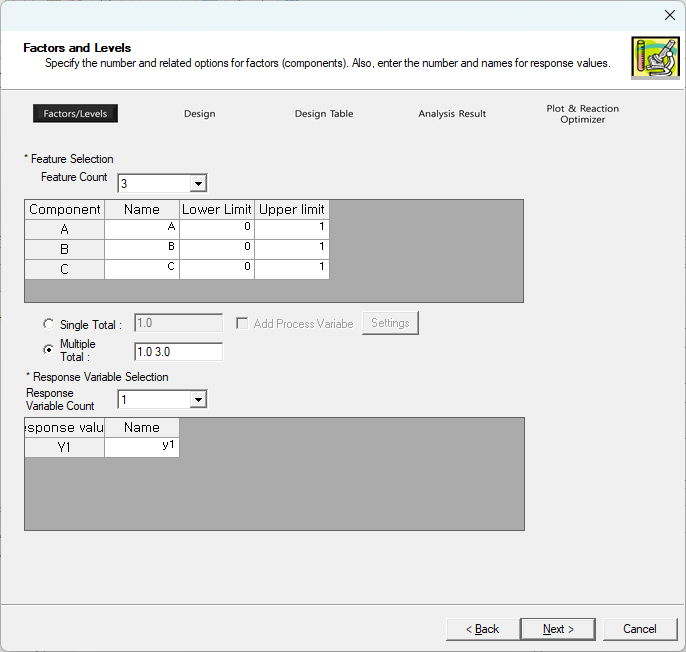 Factors and Levels
Specify the number and related options for factors (components). Also, enter the number and names for response values.
Factors/Levels Design Design Table Analysis Result Plot & Reaction
Optimizer
* Feature Selection
Feature Count 3
Component Name Lower Limit Upper limit
A A 0 1
B B 0 1
C C 0 1
Single Total : 1.0 Add Process Variabe Settings
Multiple
Total : 1.0 3.0
* Response Variable Selection
Response
Variable Count 1
esponse valu Name
Y1 y1
< Back Next > Cancel